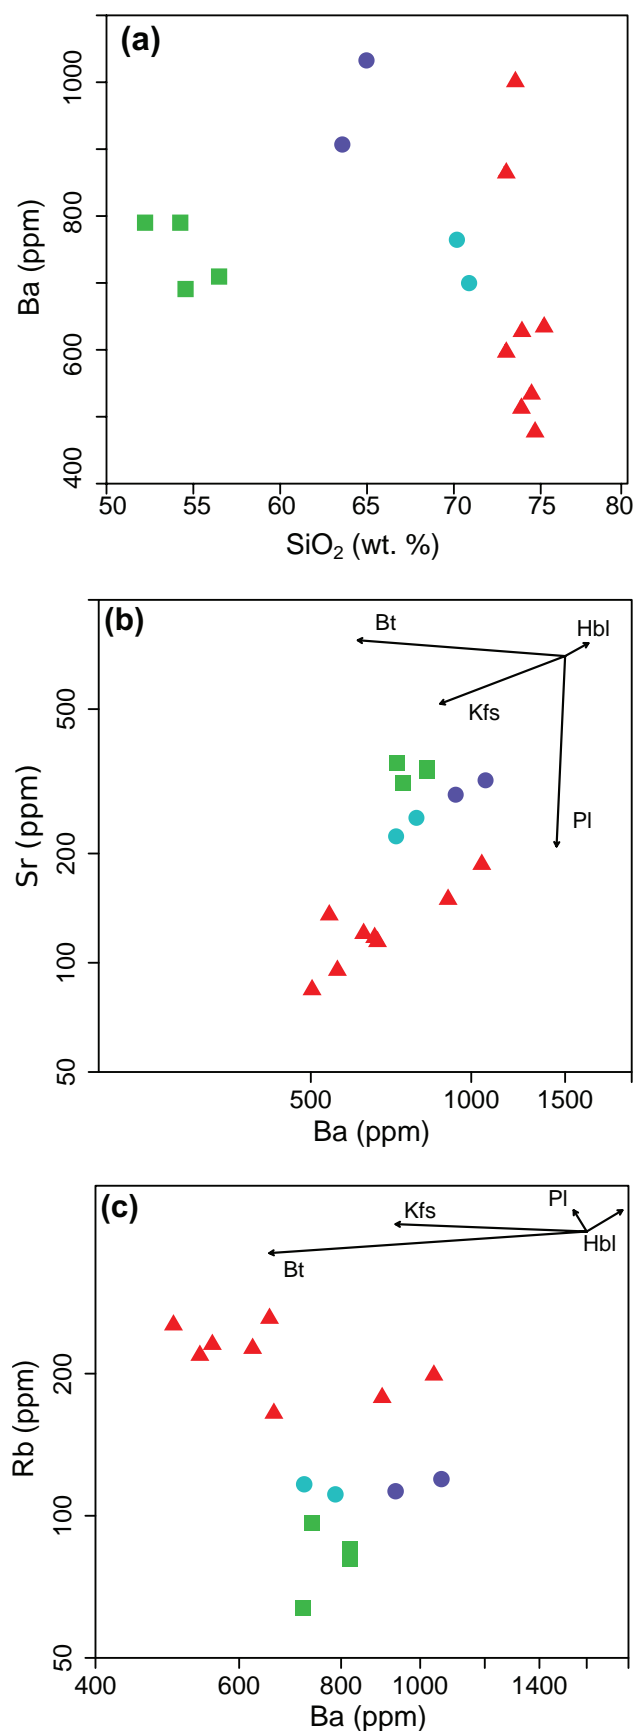 (a)
1000
800
600
400
Ba (ppm)
50 55 60 65 70 75 80
SiO₂ (wt. %)
(b)
Bt
Hbl
Kfs
Pl
500
200
100
50
Sr (ppm)
500 1000 1500
Ba (ppm)
(c)
Pl
Kfs
Hbl
Bt
200
100
50
Rb (ppm)
400 600 800 1000 1400
Ba (ppm)